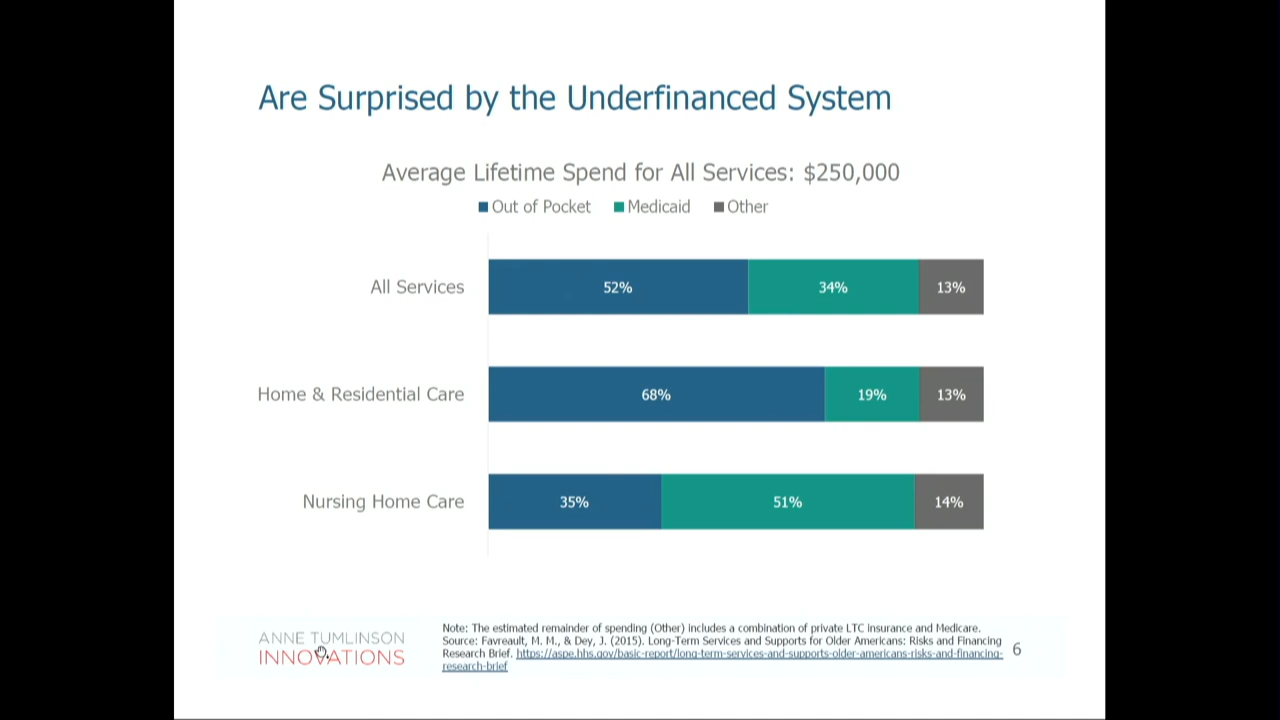 Are Surprised by the Underfinanced System
Average Lifetime Spend for All Services: $250,000
Out of Pocket Medicaid Other
All Services 52% 34% 13%
Home & Residential Care 68% 19% 13%
Nursing Home Care 35% 51% 14%
ANNE TUMLINSON
INNOVATIONS
Note: The estimated remainder of spending (Other) includes a combination of private LTC insurance and Medicare.
Source: Favreault, M. M., & Dey, J. (2015). Long-Term Services and Supports for Older Americans: Risks and Financing
Research Brief. https://aspe.hhs.gov/basic-report/long-term-services-and-supports-older-americans-risks-and-financing-
research-brief
6